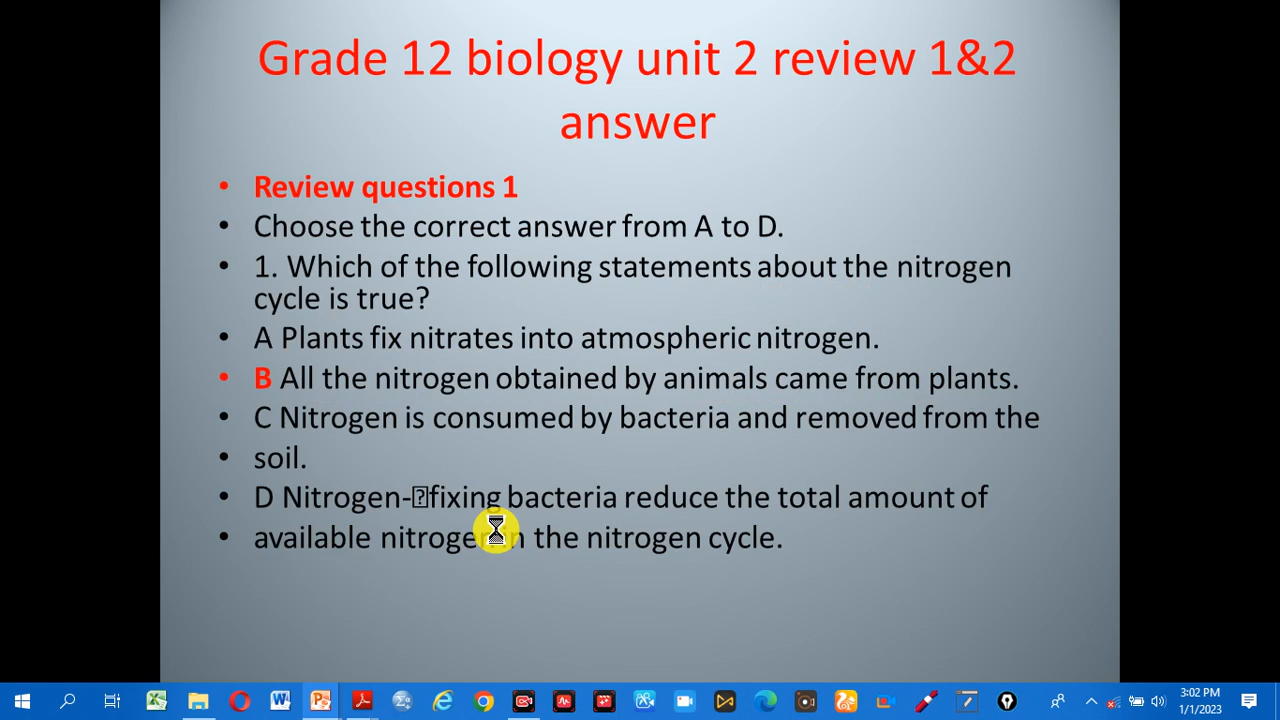 Grade 12 biology unit 2 review 1&2
answer
• Review questions 1
• Choose the correct answer from A to D.
• 1. Which of the following statements about the nitrogen
cycle is true?
• A Plants fix nitrates into atmospheric nitrogen.
• B All the nitrogen obtained by animals came from plants.
• C Nitrogen is consumed by bacteria and removed from the
• soil.
• D Nitrogen-⍰fixing bacteria reduce the total amount of
• available nitrogen in the nitrogen cycle.
3:02 PM
1/1/2023